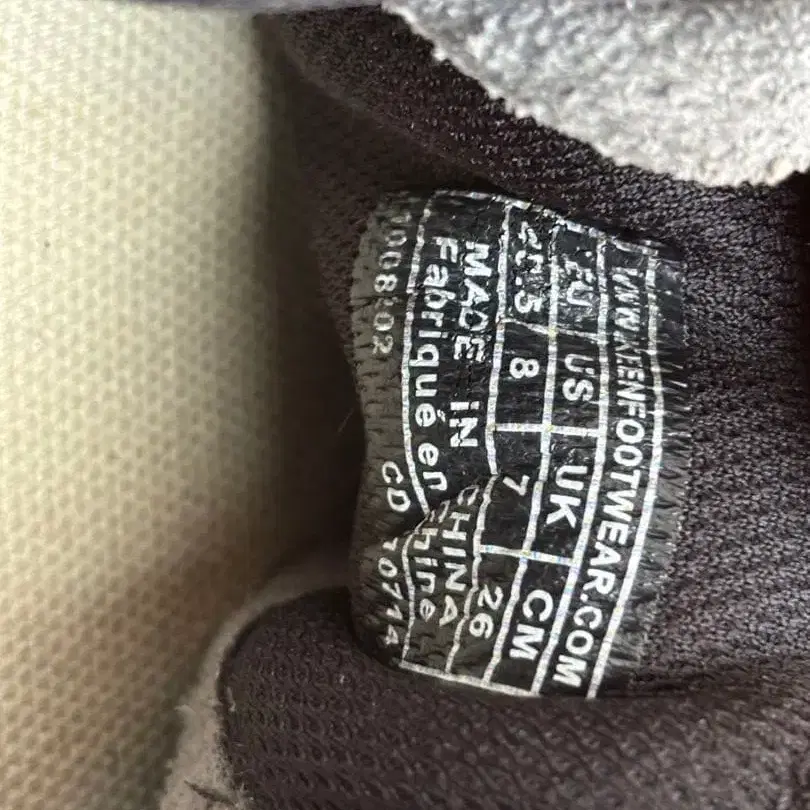 WWW.KEENFOOTWEAR.COM
EU US UK CM
40.5 8 7 26
MADE IN CHINA
Fabriqué en Chine
1008202 CD 10714